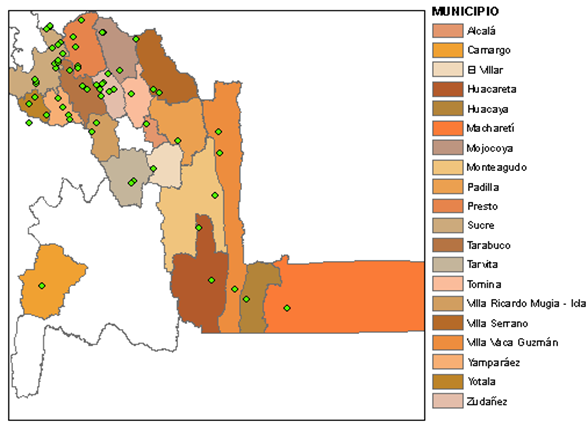 MUNICIPIO
Alcalá
Camargo
El Villar
Huacareta
Huacaya
Macharetí
Mojocoya
Monteagudo
Padilla
Presto
Sucre
Tarabuco
Tarvita
Tomina
Villa Ricardo Mugia - Icla
Villa Serrano
Villa Vaca Guzmán
Yamparáez
Yotala
Zudañez